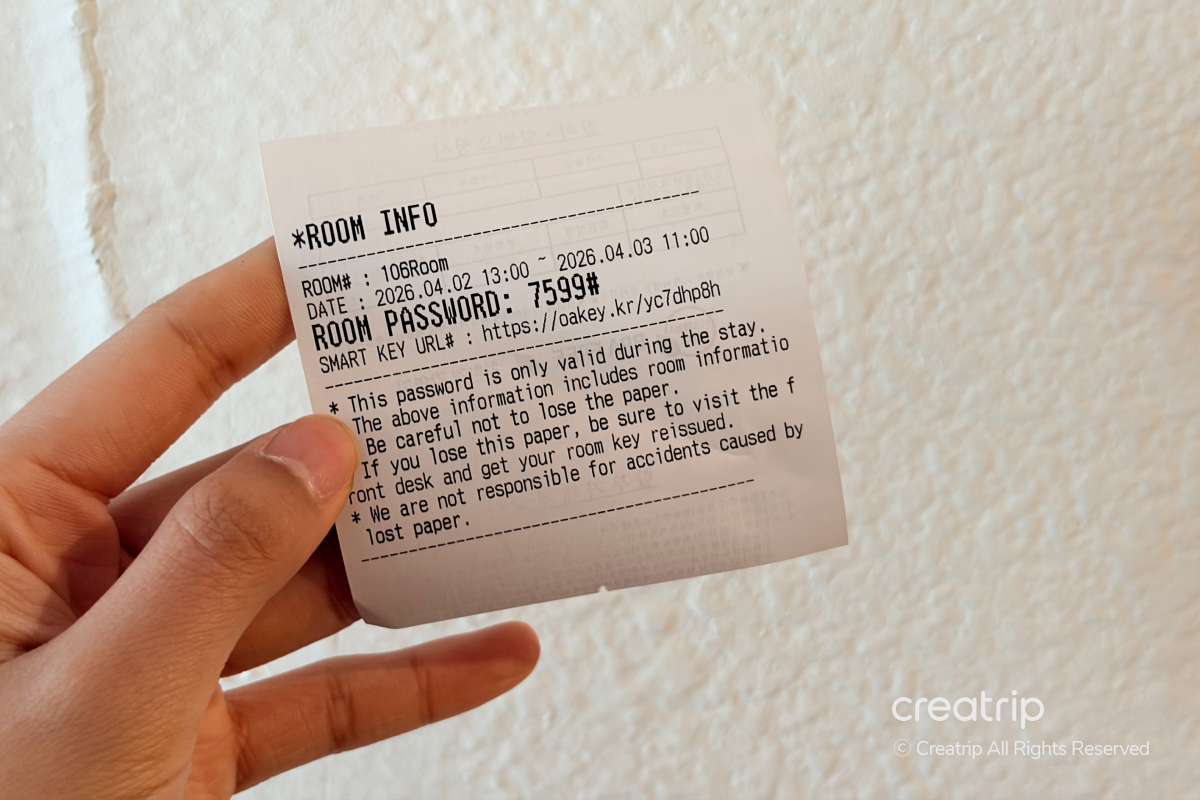 *ROOM INFO
ROOM# : 106Room
DATE : 2026.04.02 13:00 ~ 2026.04.03 11:00
ROOM PASSWORD: 7599#
SMART KEY URL# : https://oakey.kr/yc7dhp8h
* This password is only valid during the stay.
The above information includes room informatio
Be careful not to lose the paper.
If you lose this paper, be sure to visit the f
ront desk and get your room key reissued.
* We are not responsible for accidents caused by
lost paper.
creatrip
© Creatrip All Rights Reserved